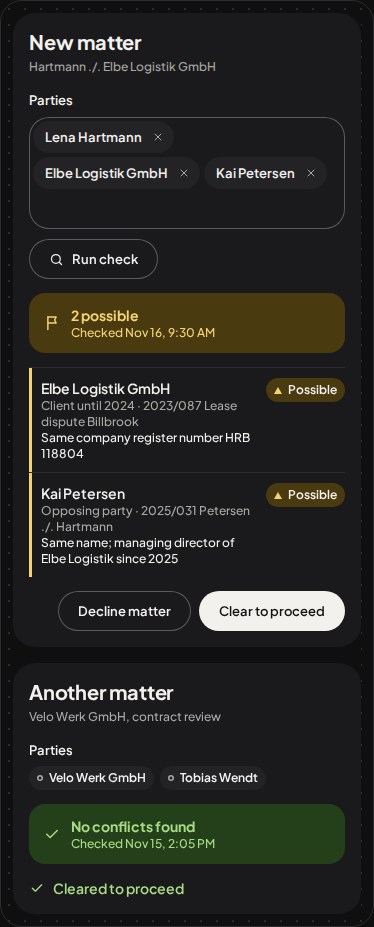 New matter
Hartmann ./. Elbe Logistik GmbH
Parties
Lena Hartmann
Elbe Logistik GmbH
Kai Petersen
Run check
2 possible
Checked Nov 16, 9:30 AM
Elbe Logistik GmbH
Possible
Client until 2024 · 2023/087 Lease
dispute Billbrook
Same company register number HRB
118804
Kai Petersen
Possible
Opposing party · 2025/031 Petersen
./. Hartmann
Same name; managing director of
Elbe Logistik since 2025
Decline matter
Clear to proceed
Another matter
Velo Werk GmbH, contract review
Parties
Velo Werk GmbH
Tobias Wendt
No conflicts found
Checked Nov 15, 2:05 PM
Cleared to proceed